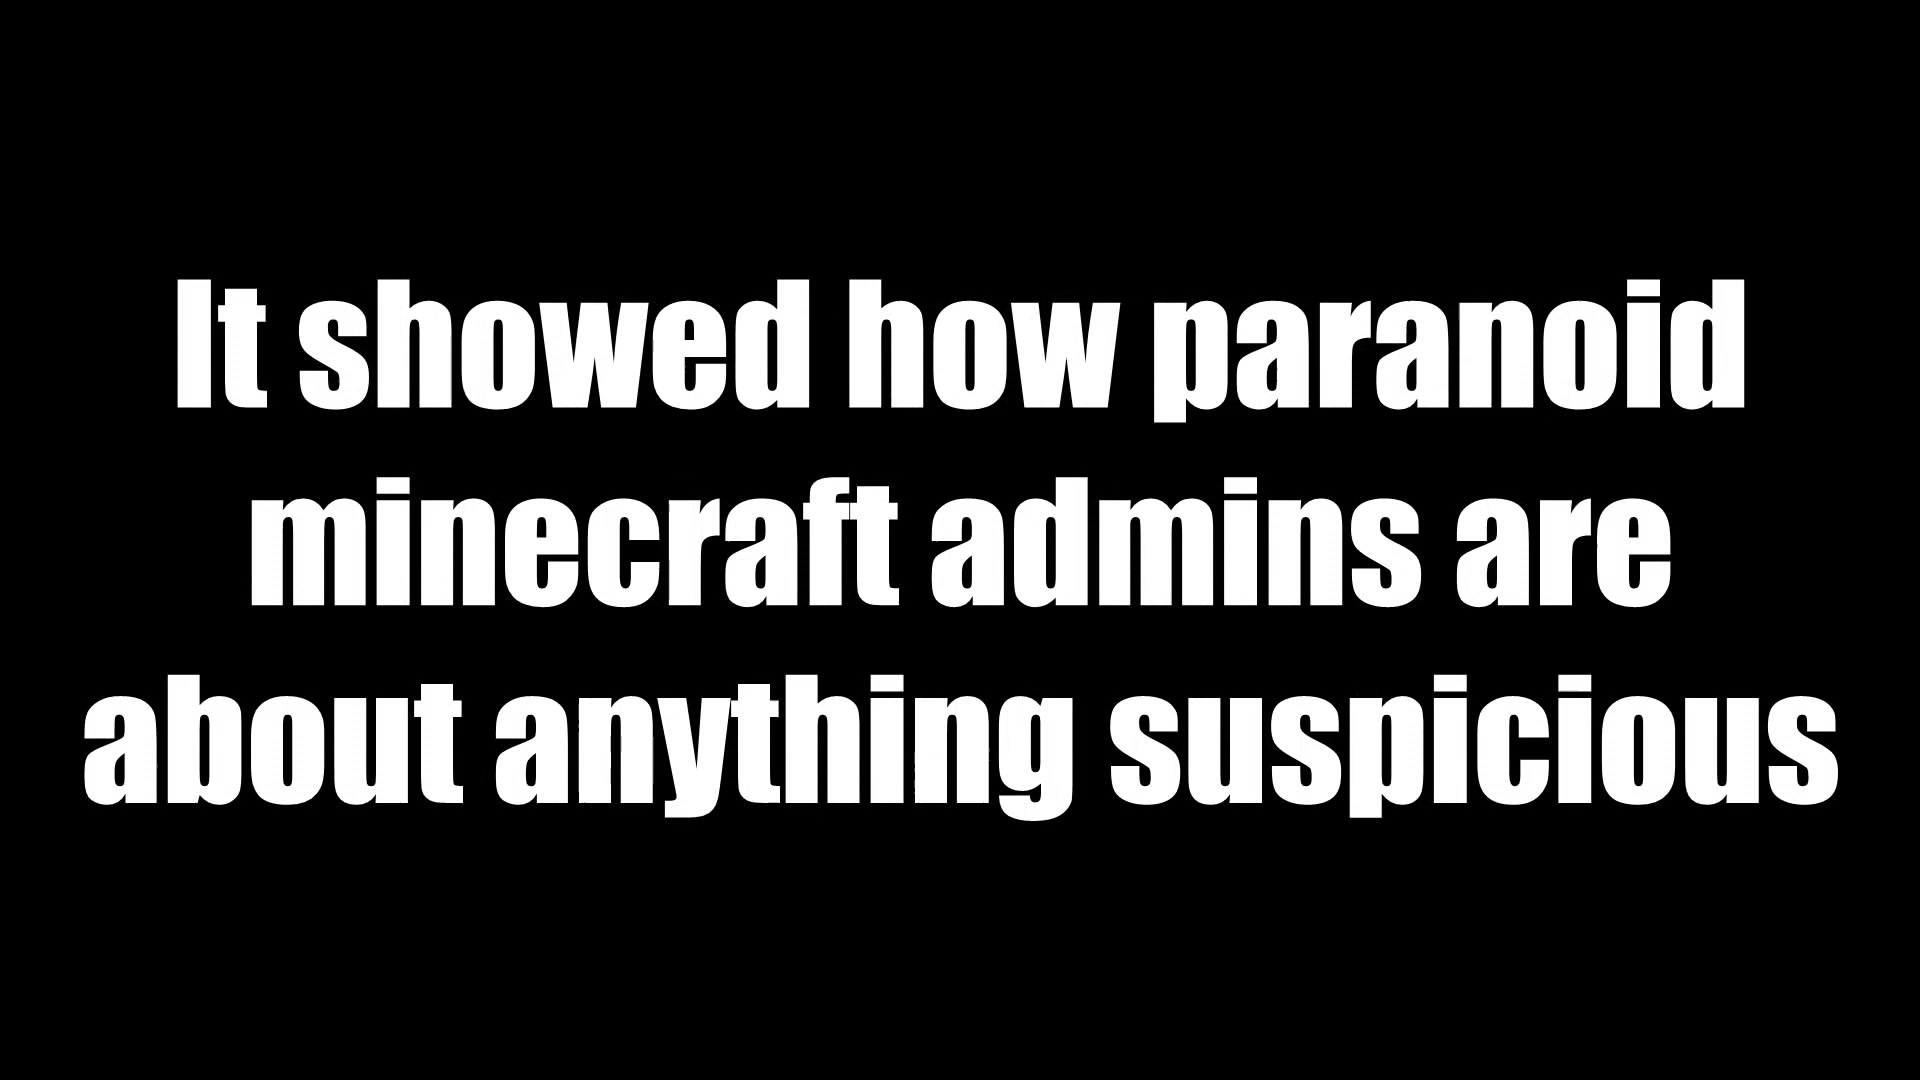 It showed how paranoid
minecraft admins are
about anything suspicious